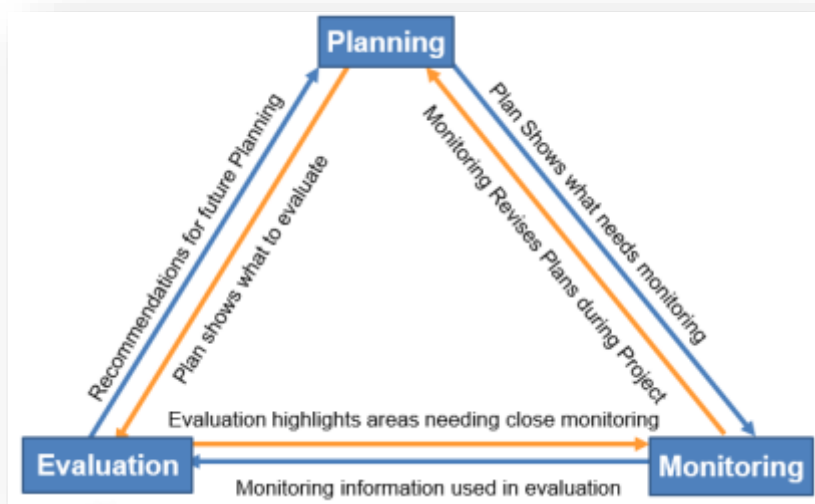 Planning
Recommendations for future Planning
Plan shows what to evaluate
Monitoring Revises Plans during Project
Plan Shows what needs monitoring
Evaluation highlights areas needing close monitoring
Evaluation
Monitoring
Monitoring information used in evaluation